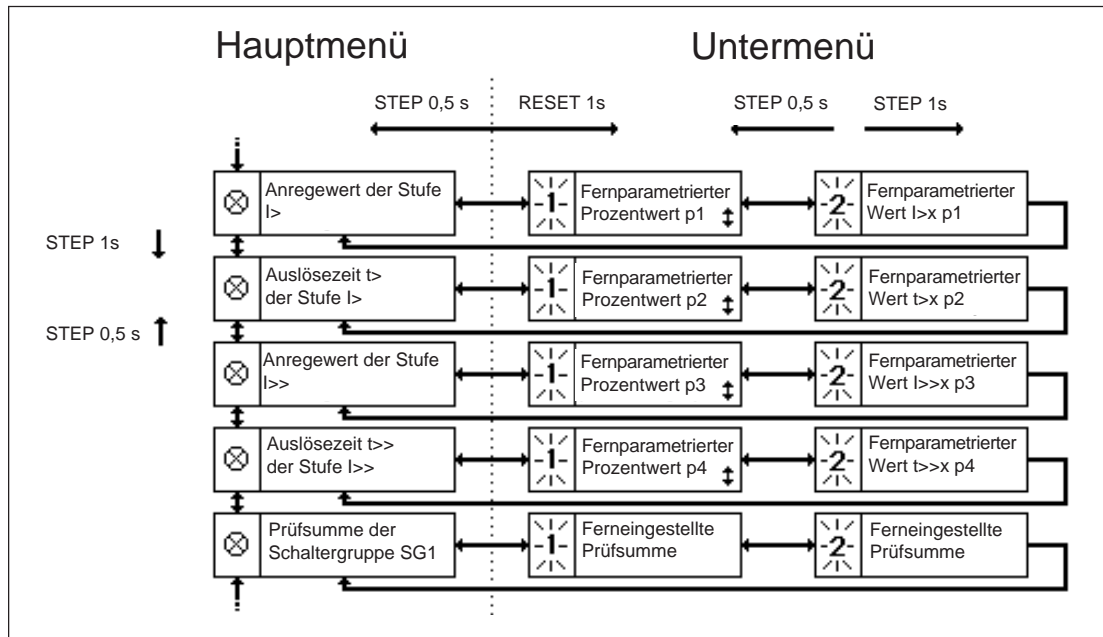 Hauptmenü
Untermenü
STEP 0,5 s
RESET 1s
STEP 0,5 s
STEP 1s
Anregewert der Stufe
I>
1
Fernparametrierter
Prozentwert p1
2
Fernparametrierter
Wert I>x p1
STEP 1s
Auslösezeit t>
der Stufe I>
1
Fernparametrierter
Prozentwert p2
2
Fernparametrierter
Wert t>x p2
STEP 0,5 s
Anregewert der Stufe
I>>
1
Fernparametrierter
Prozentwert p3
2
Fernparametrierter
Wert I>>x p3
Auslösezeit t>>
der Stufe I>>
1
Fernparametrierter
Prozentwert p4
2
Fernparametrierter
Wert t>>x p4
Prüfsumme der
Schaltergruppe SG1
1
Ferneingestellte
Prüfsumme
2
Ferneingestellte
Prüfsumme